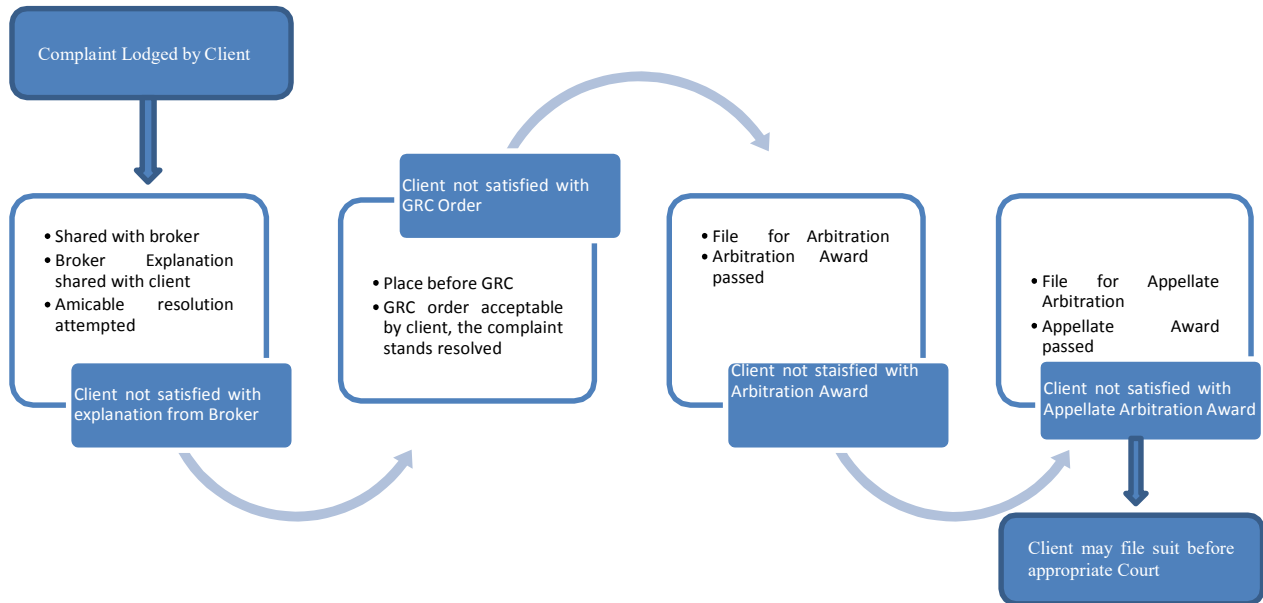 Complaint Lodged by Client
• Shared with broker
• Broker Explanation
shared with client
• Amicable resolution
attempted
Client not satisfied with
explanation from Broker
Client not satisfied with
GRC Order
• Place before GRC
• GRC order acceptable
by client, the complaint
stands resolved
• File for Arbitration
• Arbitration Award
passed
Client not staisfied with
Arbitration Award
• File for Appellate
Arbitration
• Appellate Award
passed
Client not satisfied with
Appellate Arbitration Award
Client may file suit before
appropriate Court